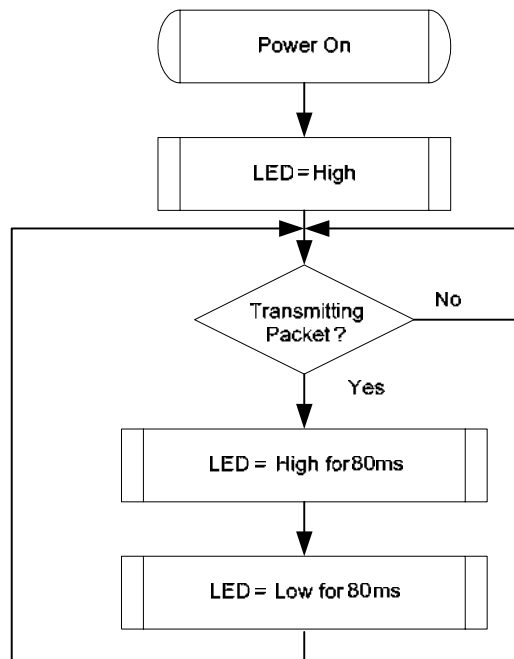 Power On
LED = High
Transmitting
Packet ?
No
Yes
LED = High for 80ms
LED = Low for 80ms